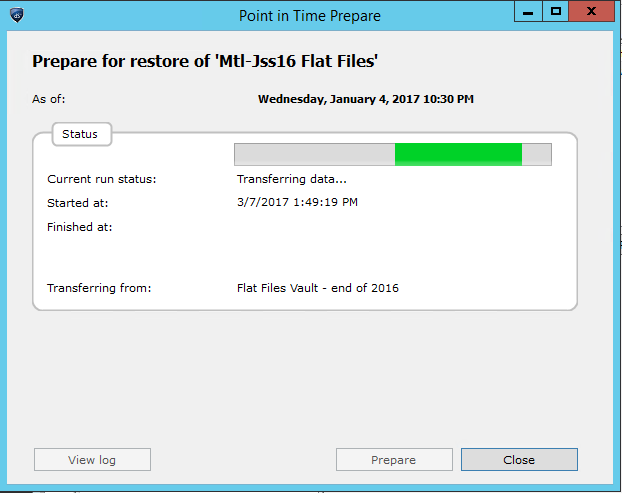 Point in Time Prepare
Prepare for restore of 'Mtl-Jss16 Flat Files'
As of: Wednesday, January 4, 2017 10:30 PM
Status
Current run status: Transferring data...
Started at: 3/7/2017 1:49:19 PM
Finished at:
Transferring from: Flat Files Vault - end of 2016
View log Prepare Close